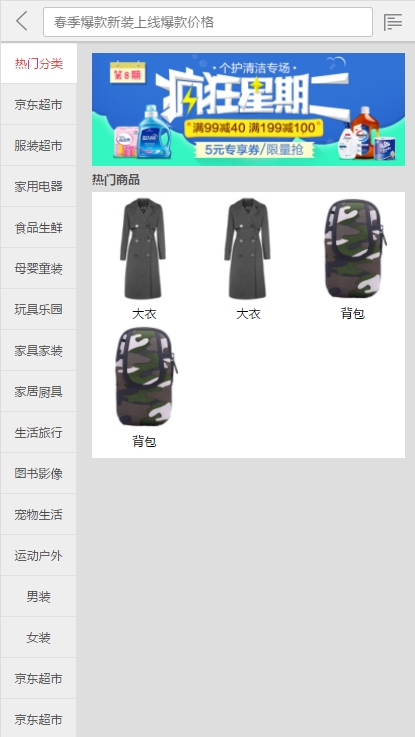 春季爆款新装上线爆款价格
热门分类
京东超市
服装超市
家用电器
食品生鲜
母婴童装
玩具乐园
家具家装
家居厨具
生活旅行
图书影像
宠物生活
运动户外
男装
女装
京东超市
京东超市
第8期
·个护清洁专场·
疯狂星期二
满99减40 满199减100
5元专享券/限量抢
热门商品
大衣
大衣
背包
背包